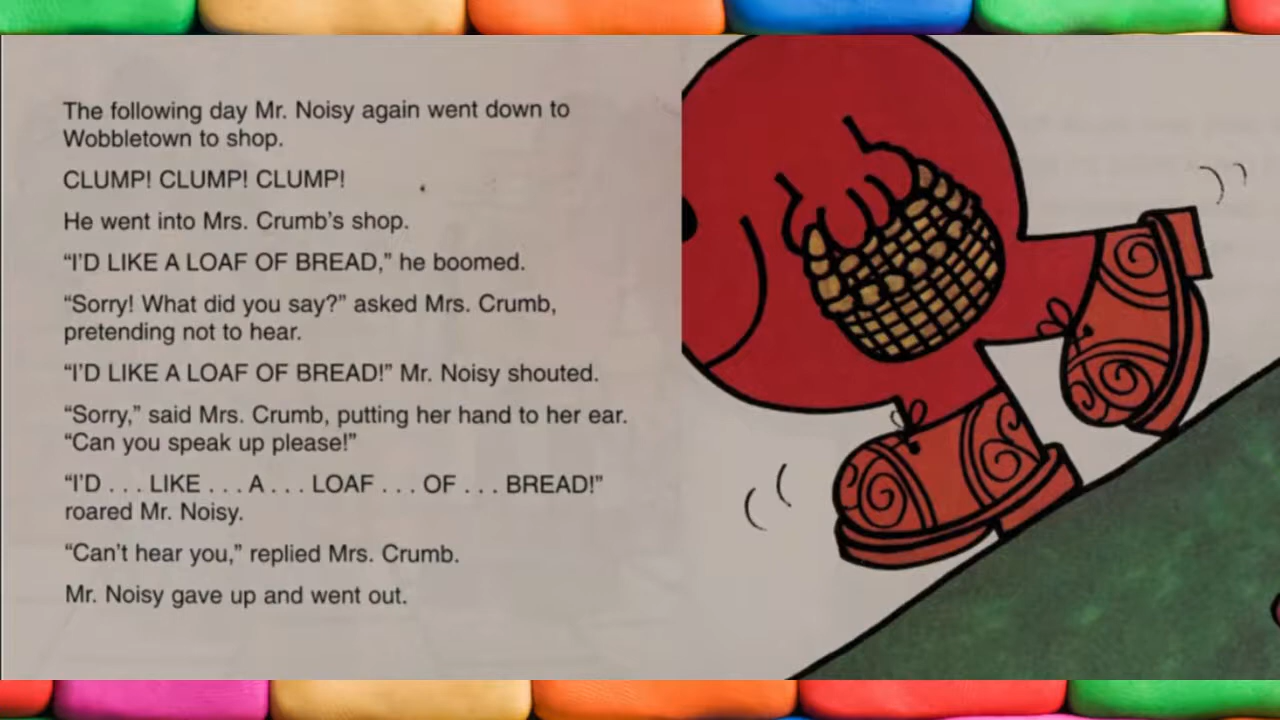 The following day Mr. Noisy again went down to
Wobbletown to shop.
CLUMP! CLUMP! CLUMP!
He went into Mrs. Crumb’s shop.
“I’D LIKE A LOAF OF BREAD,” he boomed.
“Sorry! What did you say?” asked Mrs. Crumb,
pretending not to hear.
“I’D LIKE A LOAF OF BREAD!” Mr. Noisy shouted.
“Sorry,” said Mrs. Crumb, putting her hand to her ear.
“Can you speak up please!”
“I’D . . . LIKE . . . A . . . LOAF . . . OF . . . BREAD!”
roared Mr. Noisy.
“Can’t hear you,” replied Mrs. Crumb.
Mr. Noisy gave up and went out.